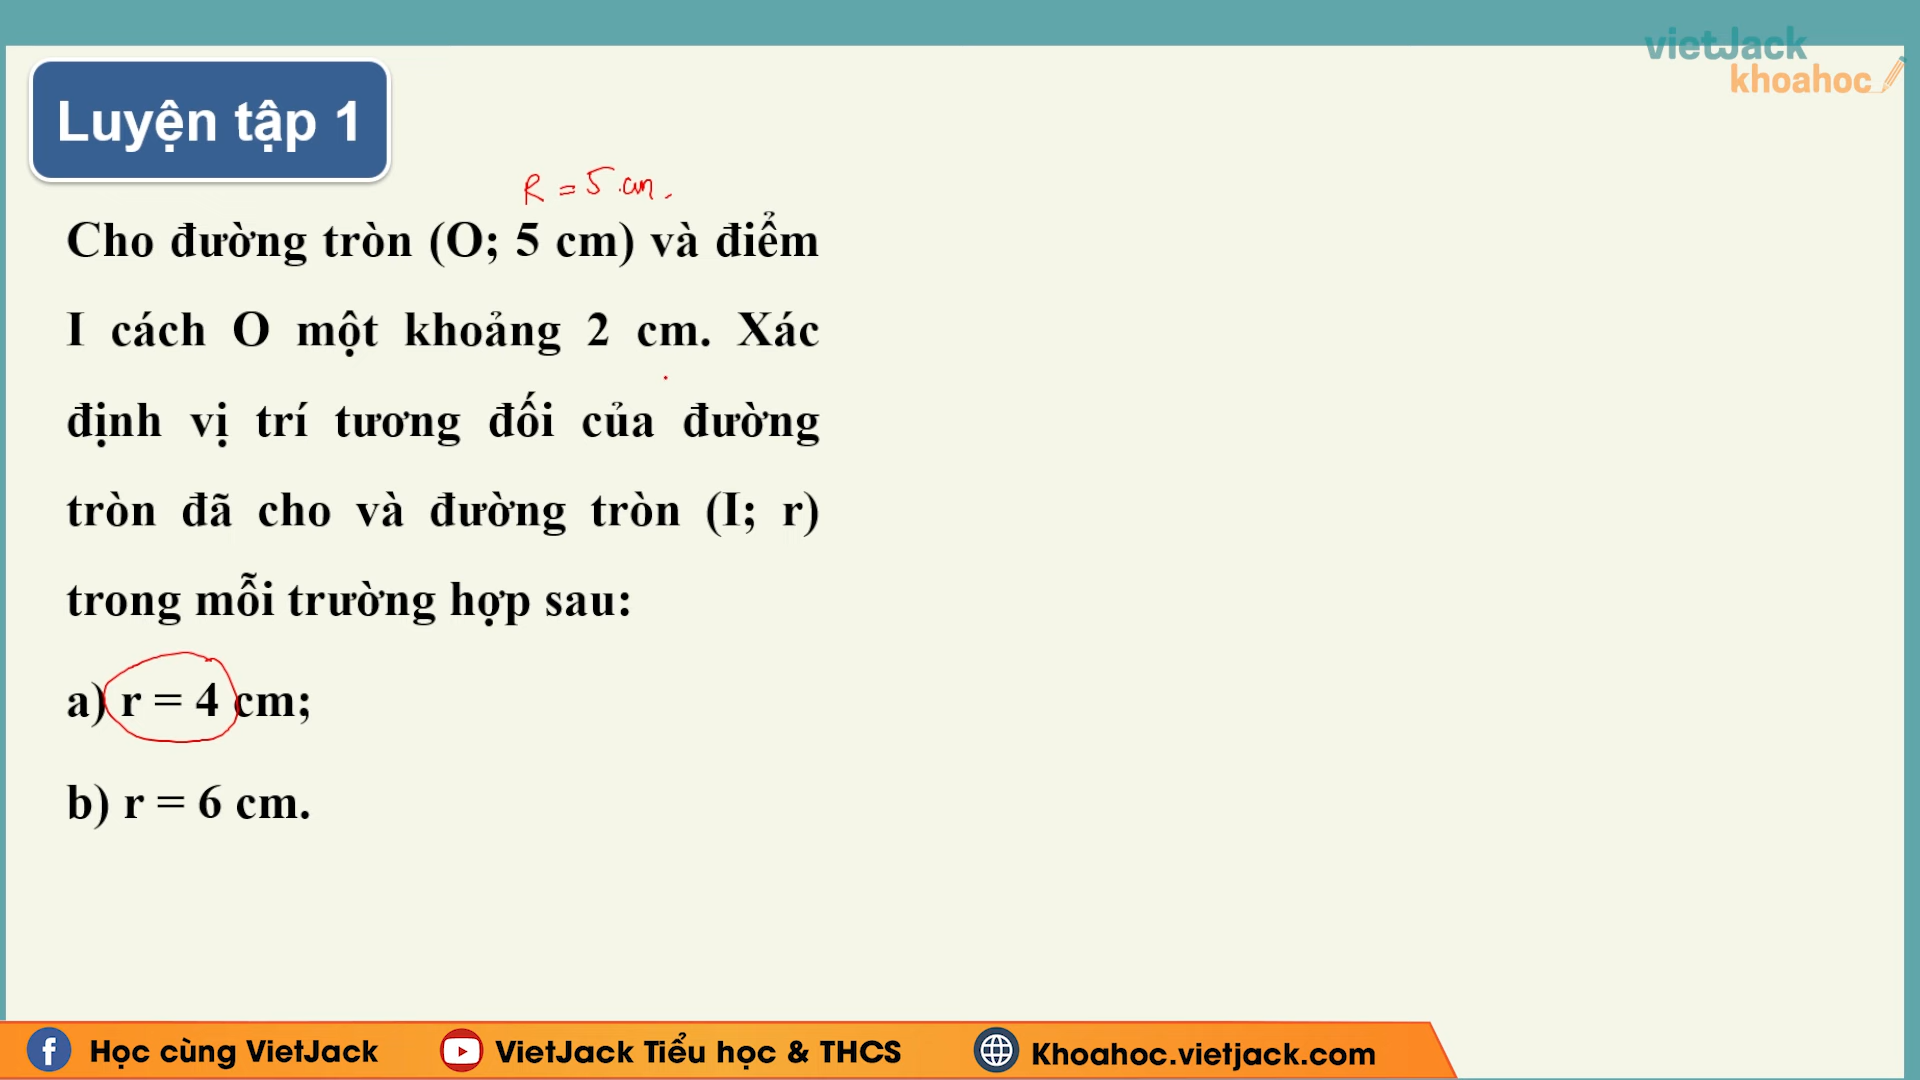 vietJack
khoahoc
Luyện tập 1
R = 5 cm.
Cho đường tròn (O; 5 cm) và điểm
I cách O một khoảng 2 cm. Xác
định vị trí tương đối của đường
tròn đã cho và đường tròn (I; r)
trong mỗi trường hợp sau:
a) r = 4 cm;
b) r = 6 cm.
Học cùng VietJack
VietJack Tiểu học & THCS
Khoahoc.vietjack.com